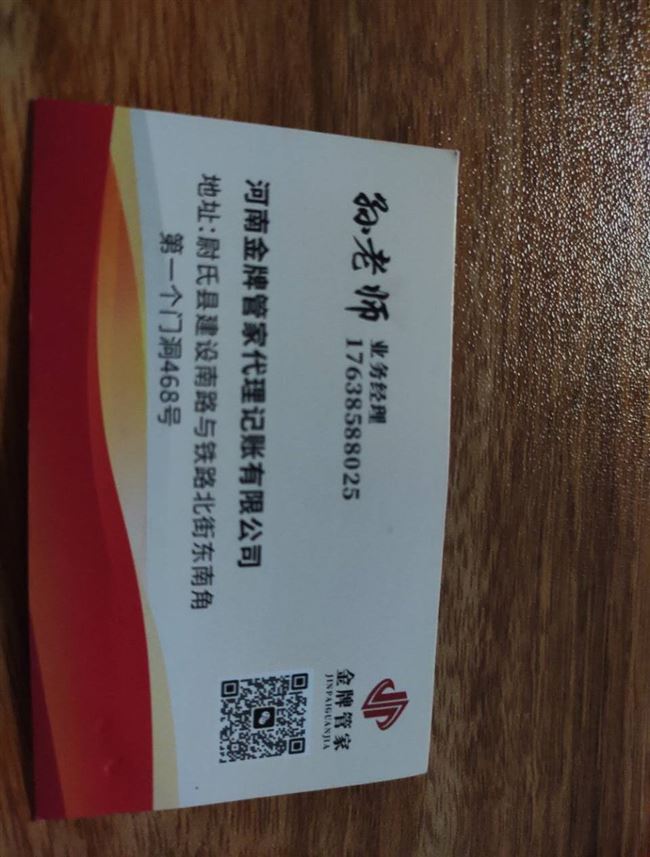 金牌管家
JINPAIGUANJIA
孙老师 业务经理
17638588025
河南金牌管家代理记账有限公司
地址:尉氏县建设南路与铁路北街东南角
第一个门洞468号